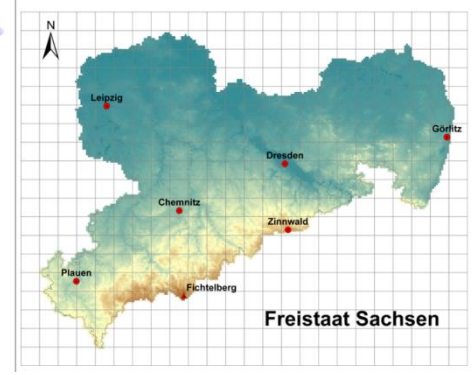 N
Leipzig
Görlitz
Dresden
Chemnitz
Zinnwald
Plauen
Fichtelberg
Freistaat Sachsen